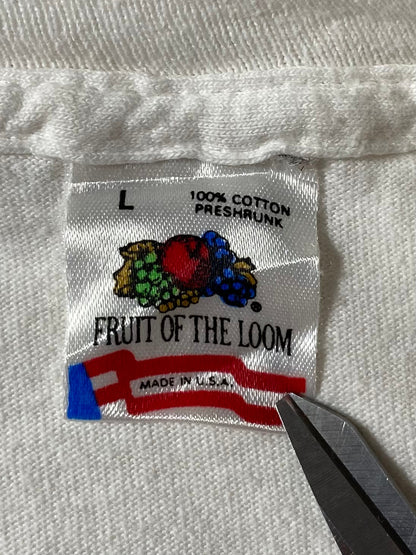 L
100% COTTON
PRESHRUNK
®
FRUIT OF THE LOOM
MADE IN U.S.A.